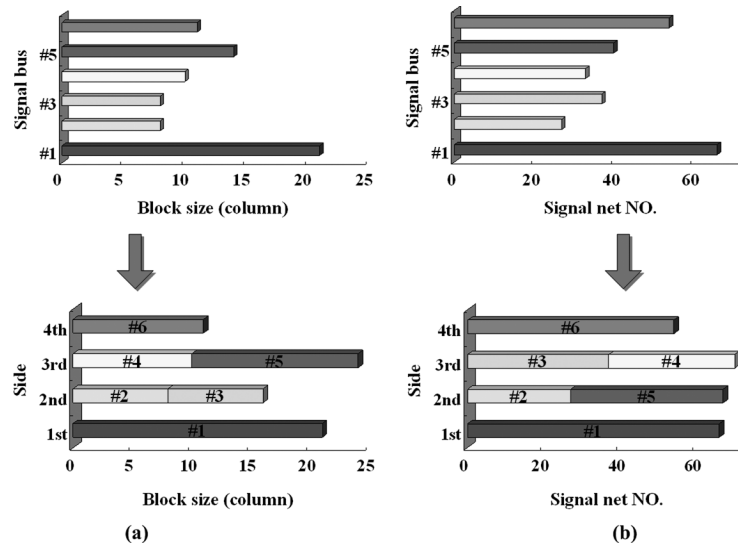 Signal bus
#5
#3
#1
0
5
10
15
20
25
Block size (column)
Signal bus
#5
#3
#1
0
20
40
60
Signal net NO.
Side
4th
3rd
2nd
1st
#6
#4
#5
#2
#3
#1
0
5
10
15
20
25
Block size (column)
(a)
Side
4th
3rd
2nd
1st
#6
#3
#4
#2
#5
#1
0
20
40
60
Signal net NO.
(b)